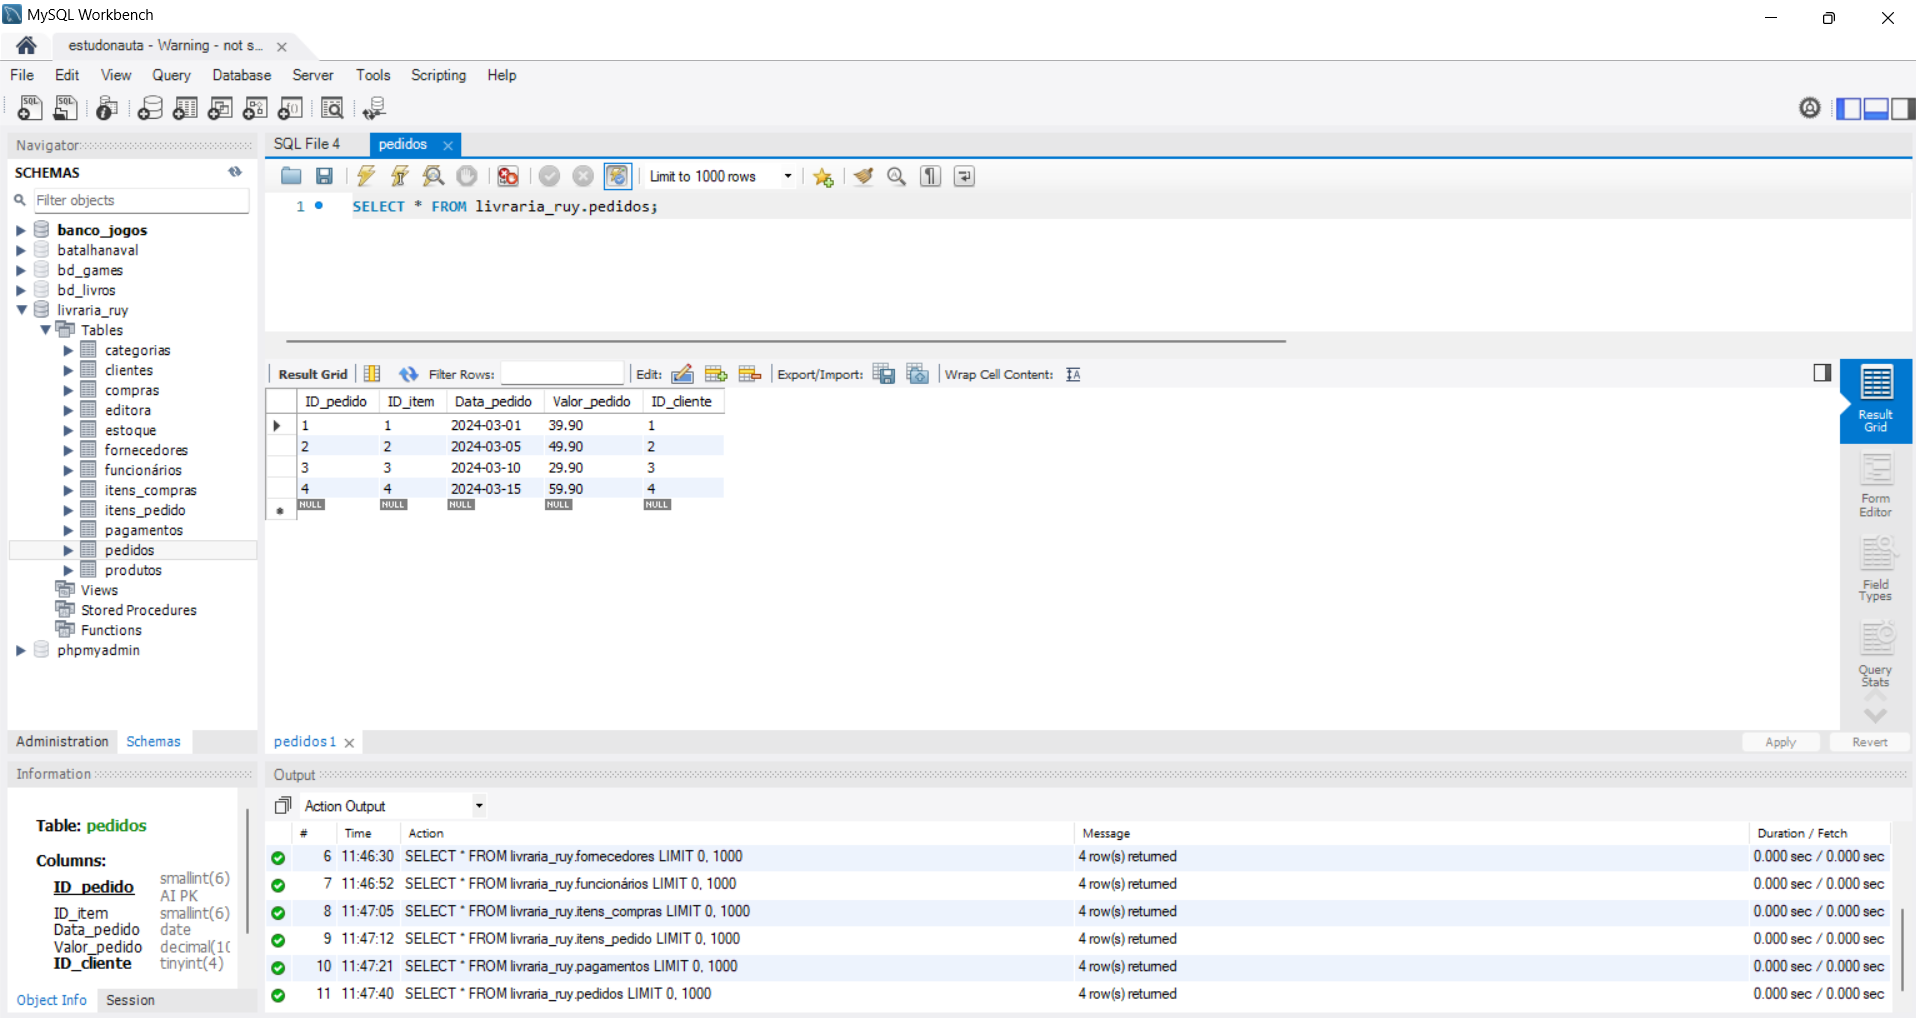 MySQL Workbench
estudonauta - Warning - not s...
File Edit View Query Database Server Tools Scripting Help
Navigator
SCHEMAS
Filter objects
banco_jogos
batalhanaval
bd_games
bd_livros
livraria_ruy
Tables
categorias
clientes
compras
editora
estoque
fornecedores
funcionários
itens_compras
itens_pedido
pagamentos
pedidos
produtos
Views
Stored Procedures
Functions
phpmyadmin
Administration Schemas
Information
Table: pedidos
Columns:
ID_pedido smallint(6) AI PK
ID_item smallint(6)
Data_pedido date
Valor_pedido decimal(10
ID_cliente tinyint(4)
Object Info Session
SQL File 4 pedidos
Limit to 1000 rows
1 SELECT * FROM livraria_ruy.pedidos;
Result Grid Filter Rows: Edit: Export/Import: Wrap Cell Content:
ID_pedido ID_item Data_pedido Valor_pedido ID_cliente
1 1 2024-03-01 39.90 1
2 2 2024-03-05 49.90 2
3 3 2024-03-10 29.90 3
4 4 2024-03-15 59.90 4
NULL NULL NULL NULL NULL
Result Grid
Form Editor
Field Types
Query Stats
pedidos 1 Apply Revert
Output
Action Output
# Time Action Message Duration / Fetch
6 11:46:30 SELECT * FROM livraria_ruy.fornecedores LIMIT 0, 1000 4 row(s) returned 0.000 sec / 0.000 sec
7 11:46:52 SELECT * FROM livraria_ruy.funcionários LIMIT 0, 1000 4 row(s) returned 0.000 sec / 0.000 sec
8 11:47:05 SELECT * FROM livraria_ruy.itens_compras LIMIT 0, 1000 4 row(s) returned 0.000 sec / 0.000 sec
9 11:47:12 SELECT * FROM livraria_ruy.itens_pedido LIMIT 0, 1000 4 row(s) returned 0.000 sec / 0.000 sec
10 11:47:21 SELECT * FROM livraria_ruy.pagamentos LIMIT 0, 1000 4 row(s) returned 0.000 sec / 0.000 sec
11 11:47:40 SELECT * FROM livraria_ruy.pedidos LIMIT 0, 1000 4 row(s) returned 0.000 sec / 0.000 sec